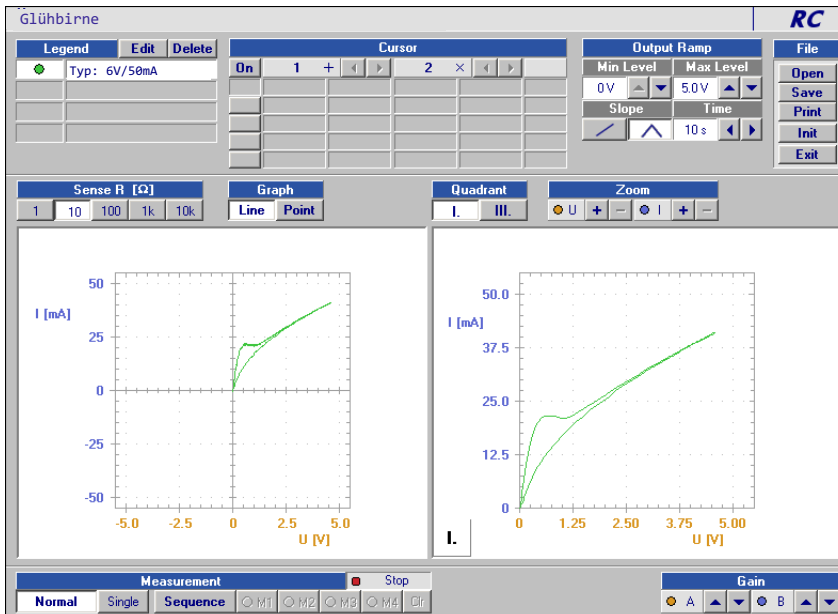 Glühbirne
RC
Legend Edit Delete
Typ: 6V/50mA
Cursor
On 1 + 2 ×
Output Ramp
Min Level Max Level
0V 5.0V
Slope Time
10 s
File
Open
Save
Print
Init
Exit
Sense R [Ω]
1 10 100 1k 10k
Graph
Line Point
Quadrant
I. III.
Zoom
U + − I + −
50
I [mA]
25
0
-25
-50
-5.0 -2.5 0 2.5 5.0
U [V]
50.0
I [mA]
37.5
25.0
12.5
0
0 1.25 2.50 3.75 5.00
U [V]
I.
Measurement
Stop
Normal Single Sequence M1 M2 M3 M4 Clr
Gain
A B